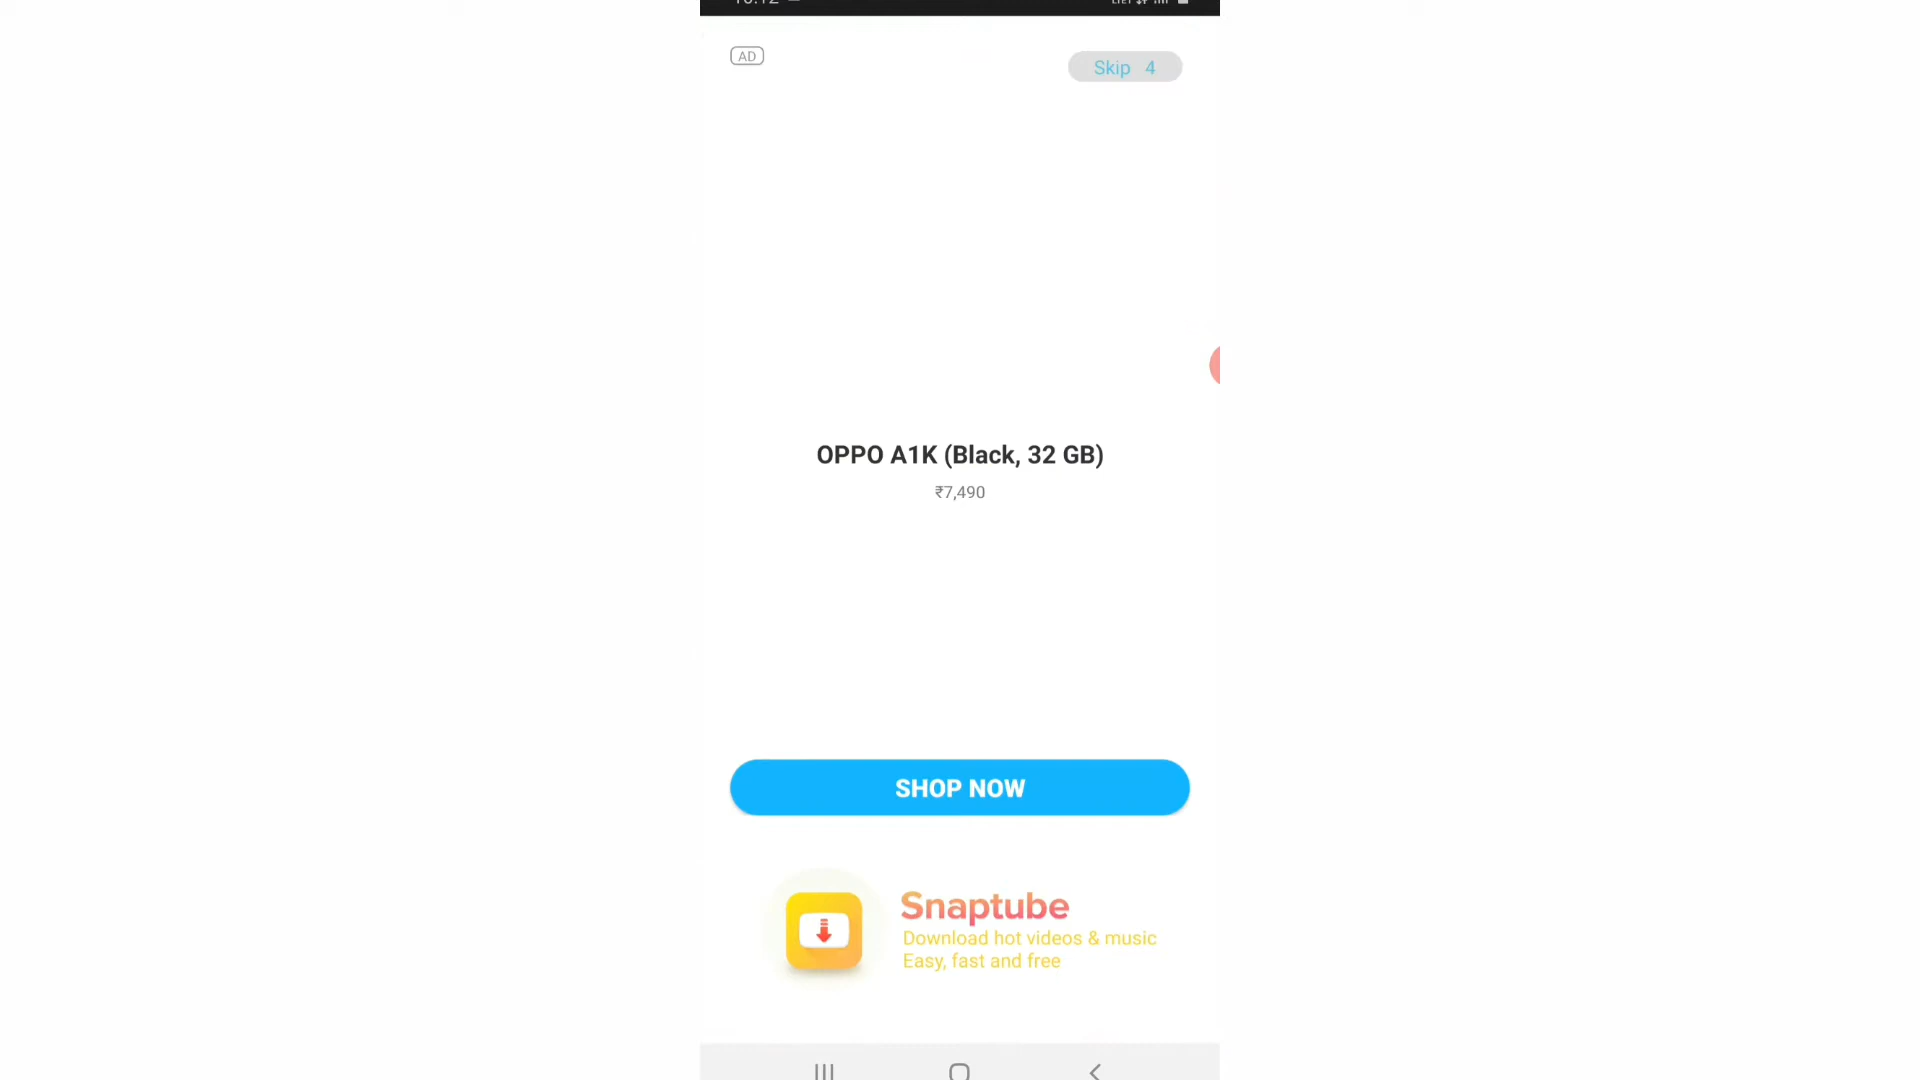 AD
Skip 4
OPPO A1K (Black, 32 GB)
₹7,490
SHOP NOW
Snaptube
Download hot videos & music
Easy, fast and free